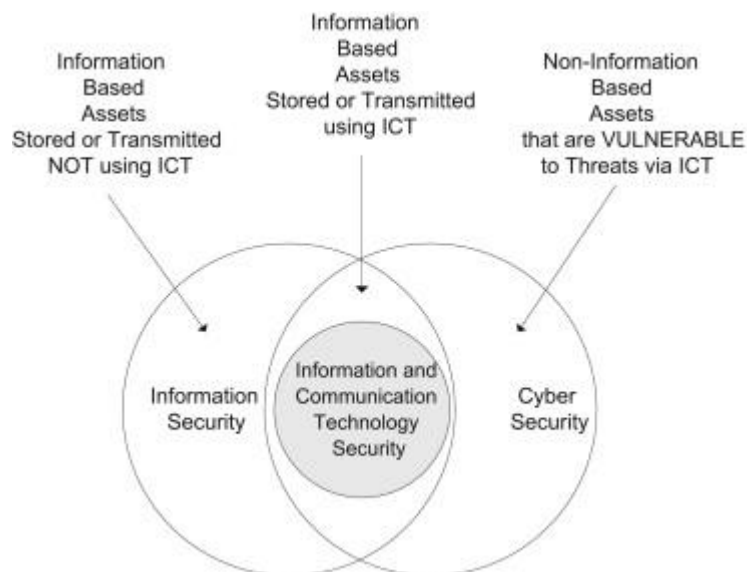 Information
Based
Assets
Stored or Transmitted
NOT using ICT
Information
Based
Assets
Stored or Transmitted
using ICT
Non-Information
Based
Assets
that are VULNERABLE
to Threats via ICT
Information
Security
Information and
Communication
Technology
Security
Cyber
Security